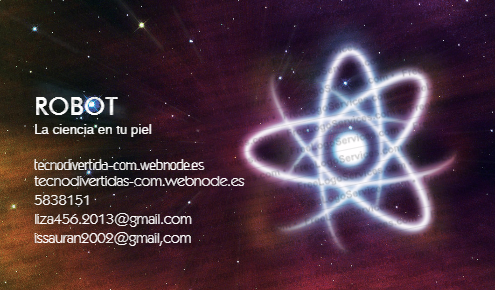 ROBOT
La ciencia en tu piel
tecnodivertida-com.webnode.es
tecnodivertidas-com.webnode.es
5838151
liza456.2013@gmail.com
issauran2002@gmail,com